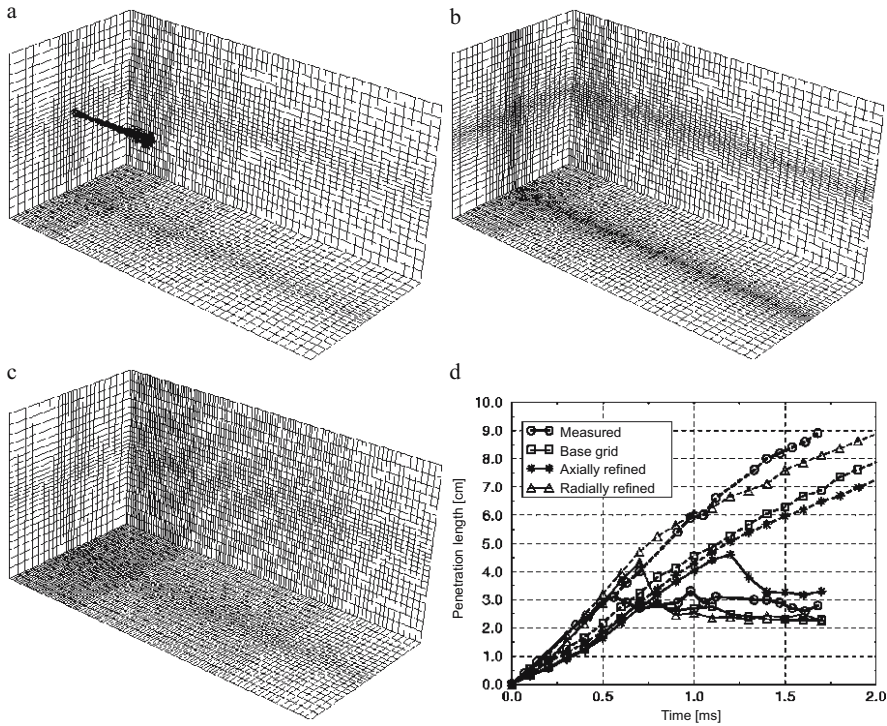 a
b
c
d
10.0
9.0
8.0
7.0
6.0
5.0
4.0
3.0
2.0
1.0
0.0
Penetration length [cm]
Measured
Base grid
Axially refined
Radially refined
0.0
0.5
1.0
1.5
2.0
Time [ms]